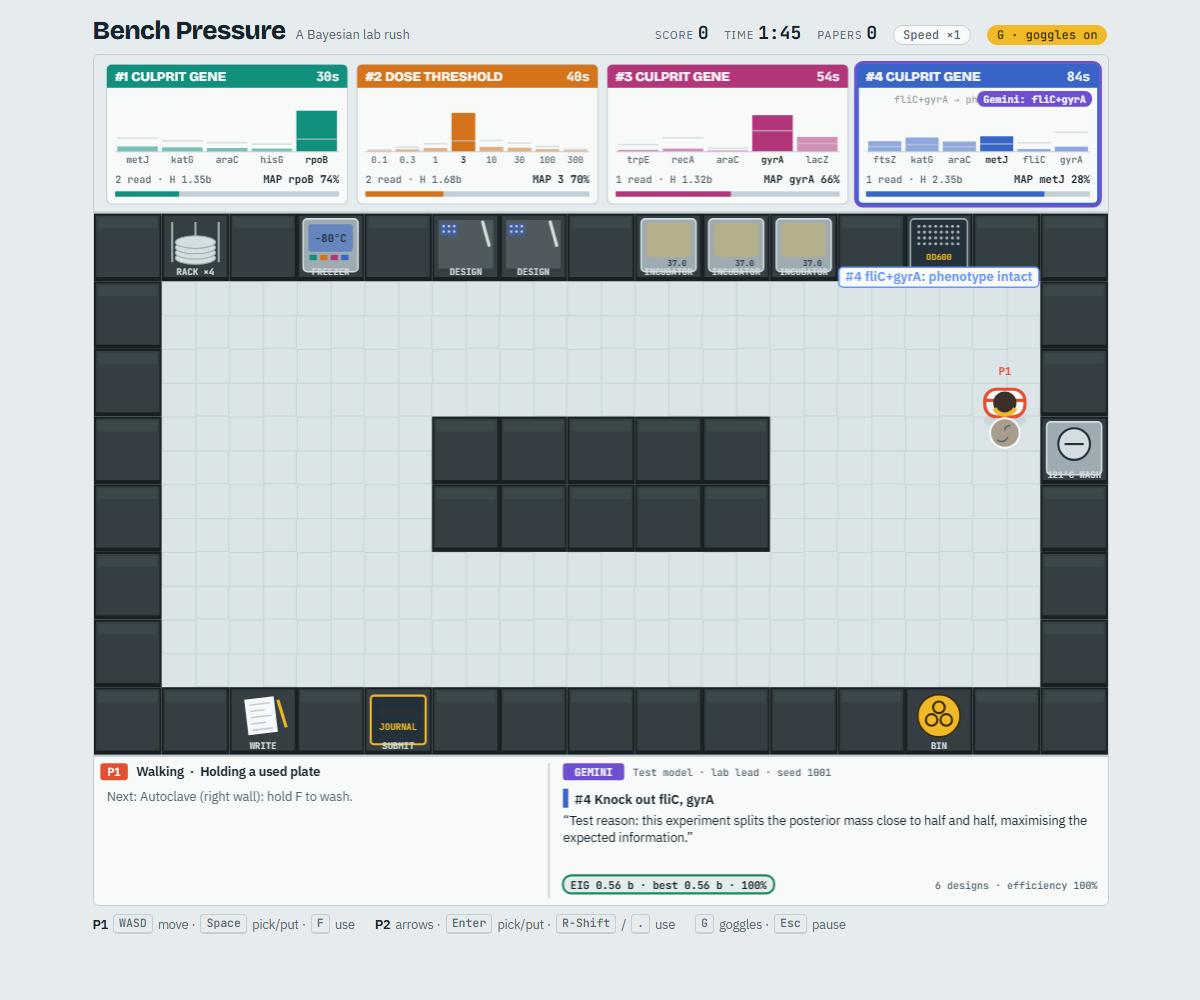 Bench Pressure A Bayesian lab rush SCORE 0 TIME 1:45 PAPERS 0 Speed ×1 G · goggles on
#1 CULPRIT GENE 30s
metJ katG araC hisG rpoB
2 read · H 1.35b MAP rpoB 74%
#2 DOSE THRESHOLD 40s
0.1 0.3 1 3 10 30 100 300
2 read · H 1.68b MAP 3 70%
#3 CULPRIT GENE 54s
trpE recA araC gyrA lacZ
1 read · H 1.32b MAP gyrA 66%
#4 CULPRIT GENE 84s
fliC+gyrA → ph Gemini: fliC+gyrA
ftsZ katG araC metJ fliC gyrA
1 read · H 2.35b MAP metJ 28%
RACK ×4
-80°C
FREEZER
DESIGN
DESIGN
37.0
INCUBATOR
37.0
INCUBATOR
37.0
INCUBATOR
OD600
#4 fliC+gyrA: phenotype intact
P1
121°C WASH
WRITE
JOURNAL
SUBMIT
BIN
P1 Walking · Holding a used plate
Next: Autoclave (right wall): hold F to wash.
GEMINI Test model · lab lead · seed 1001
#4 Knock out fliC, gyrA
“Test reason: this experiment splits the posterior mass close to half and half, maximising the
expected information.”
EIG 0.56 b · best 0.56 b · 100% 6 designs · efficiency 100%
P1 WASD move · Space pick/put · F use P2 arrows · Enter pick/put · R-Shift / . use G goggles · Esc pause